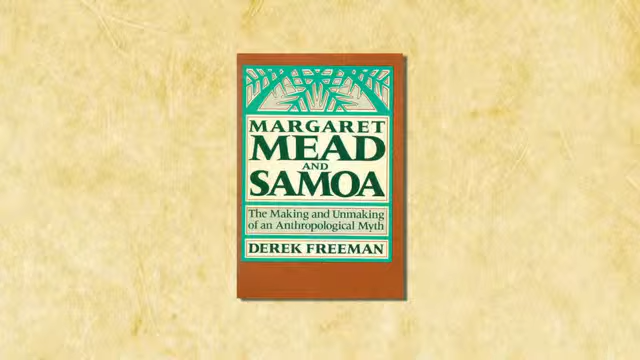 MARGARET
MEAD
AND
SAMOA
The Making and Unmaking
of an Anthropological Myth
DEREK FREEMAN